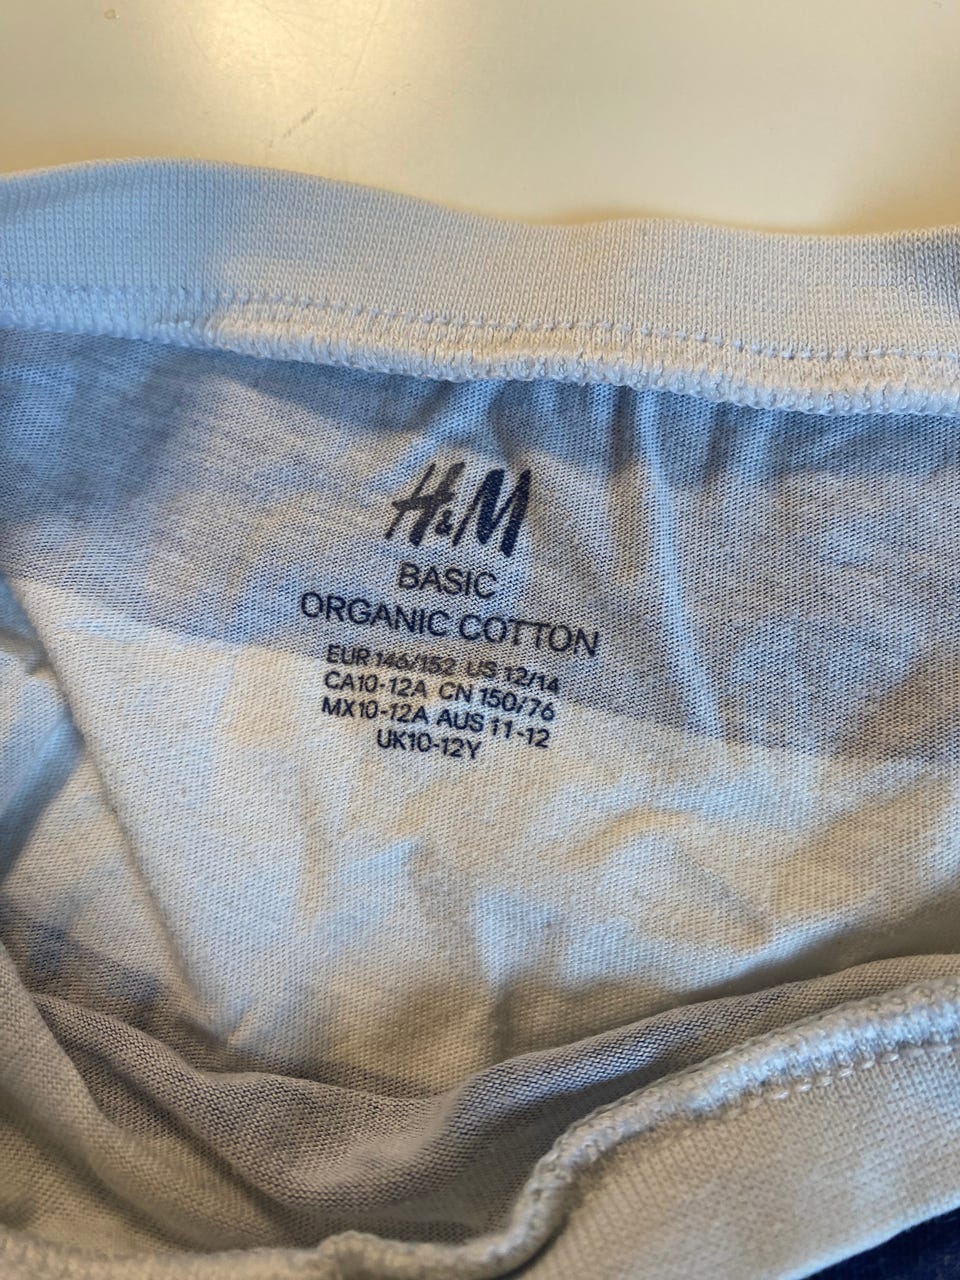 H&M
BASIC
ORGANIC COTTON
EUR 146/152 US 12/14
CA10-12A CN 150/76
MX10-12A AUS 11-12
UK10-12Y